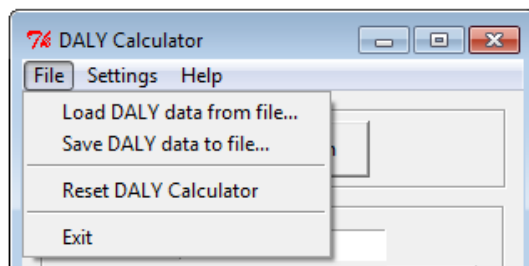 DALY Calculator
File Settings Help
Load DALY data from file...
Save DALY data to file...
Reset DALY Calculator
Exit